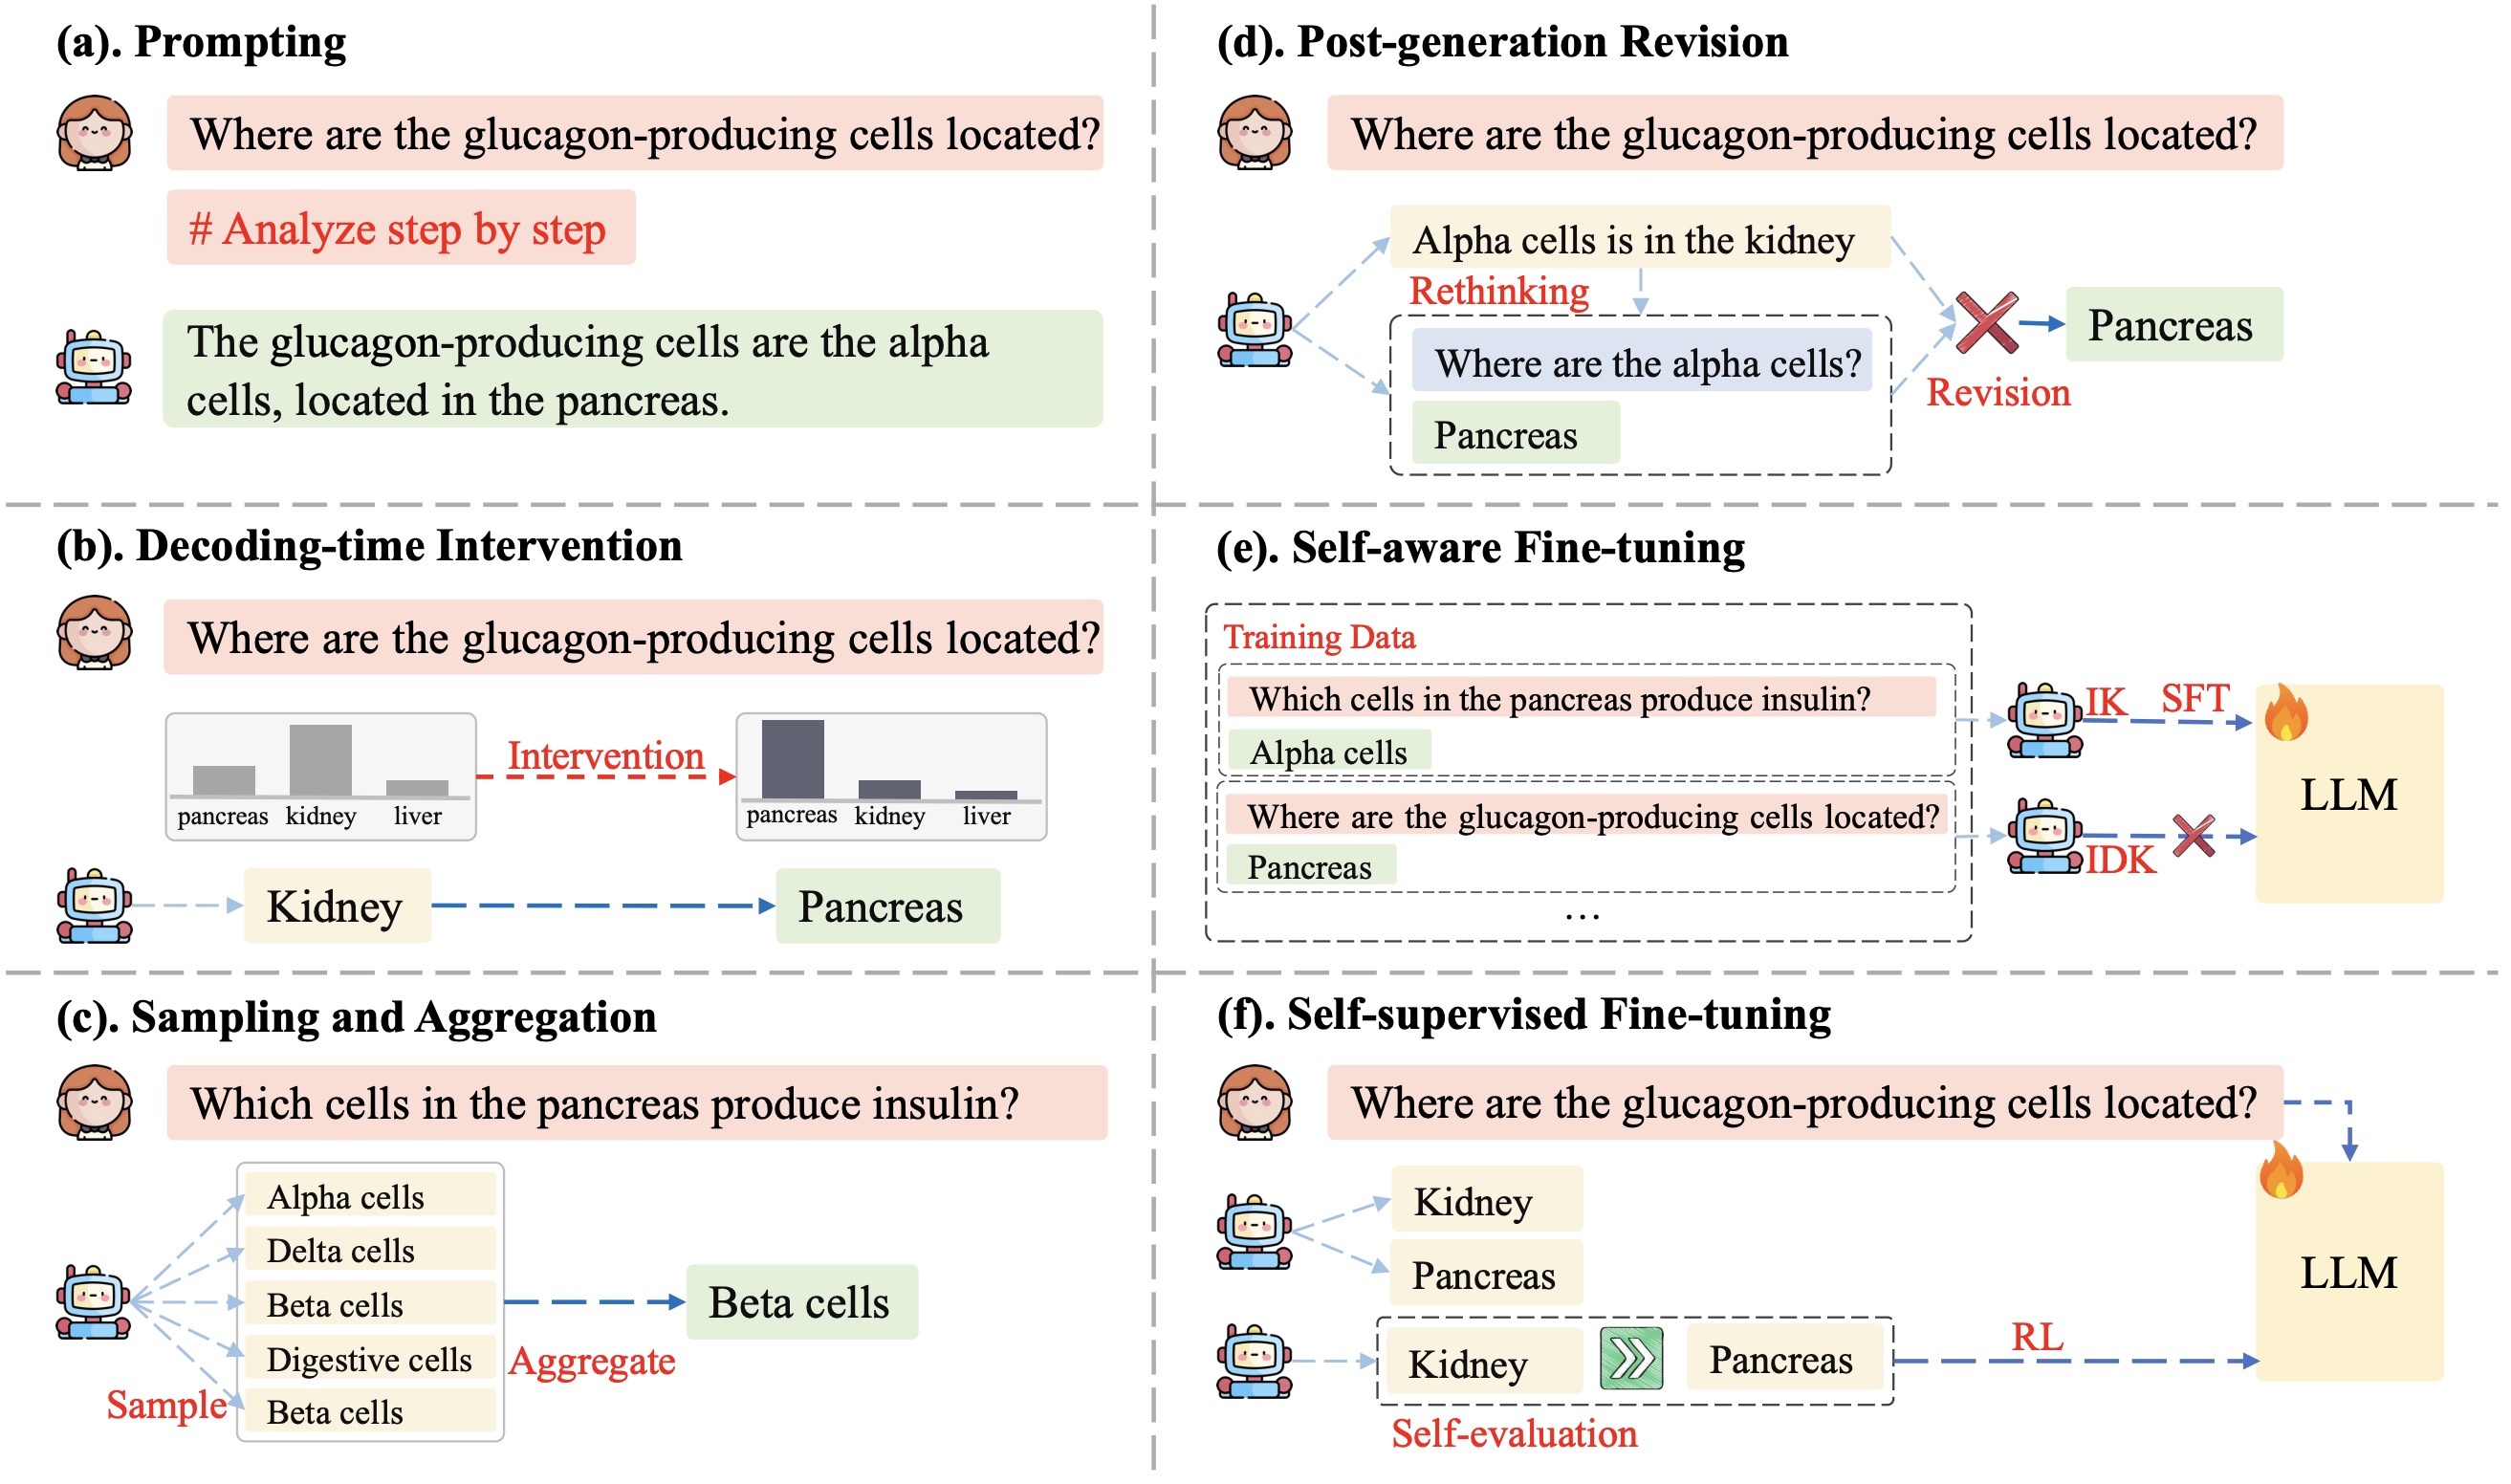 (a). Prompting
Where are the glucagon-producing cells located?
# Analyze step by step
The glucagon-producing cells are the alpha
cells, located in the pancreas.
(b). Decoding-time Intervention
Where are the glucagon-producing cells located?
pancreas kidney liver
Intervention
pancreas kidney liver
Kidney
Pancreas
(c). Sampling and Aggregation
Which cells in the pancreas produce insulin?
Alpha cells
Delta cells
Beta cells
Digestive cells
Beta cells
Sample
Aggregate
Beta cells
(d). Post-generation Revision
Where are the glucagon-producing cells located?
Alpha cells is in the kidney
Rethinking
Where are the alpha cells?
Pancreas
Revision
Pancreas
(e). Self-aware Fine-tuning
Training Data
Which cells in the pancreas produce insulin?
Alpha cells
Where are the glucagon-producing cells located?
Pancreas
...
IK SFT
IDK
LLM
(f). Self-supervised Fine-tuning
Where are the glucagon-producing cells located?
Kidney
Pancreas
Kidney
Pancreas
Self-evaluation
RL
LLM